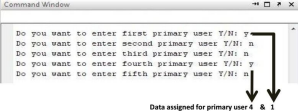 Command Window
Do you want to enter first primary user Y/N: y
Do you want to enter second primary user Y/N: n
Do you want to enter third primary user Y/N: n
Do you want to enter fourth primary user Y/N: y
Do you want to enter fifth primary user Y/N: n
Data assigned for primary user 4 & 1